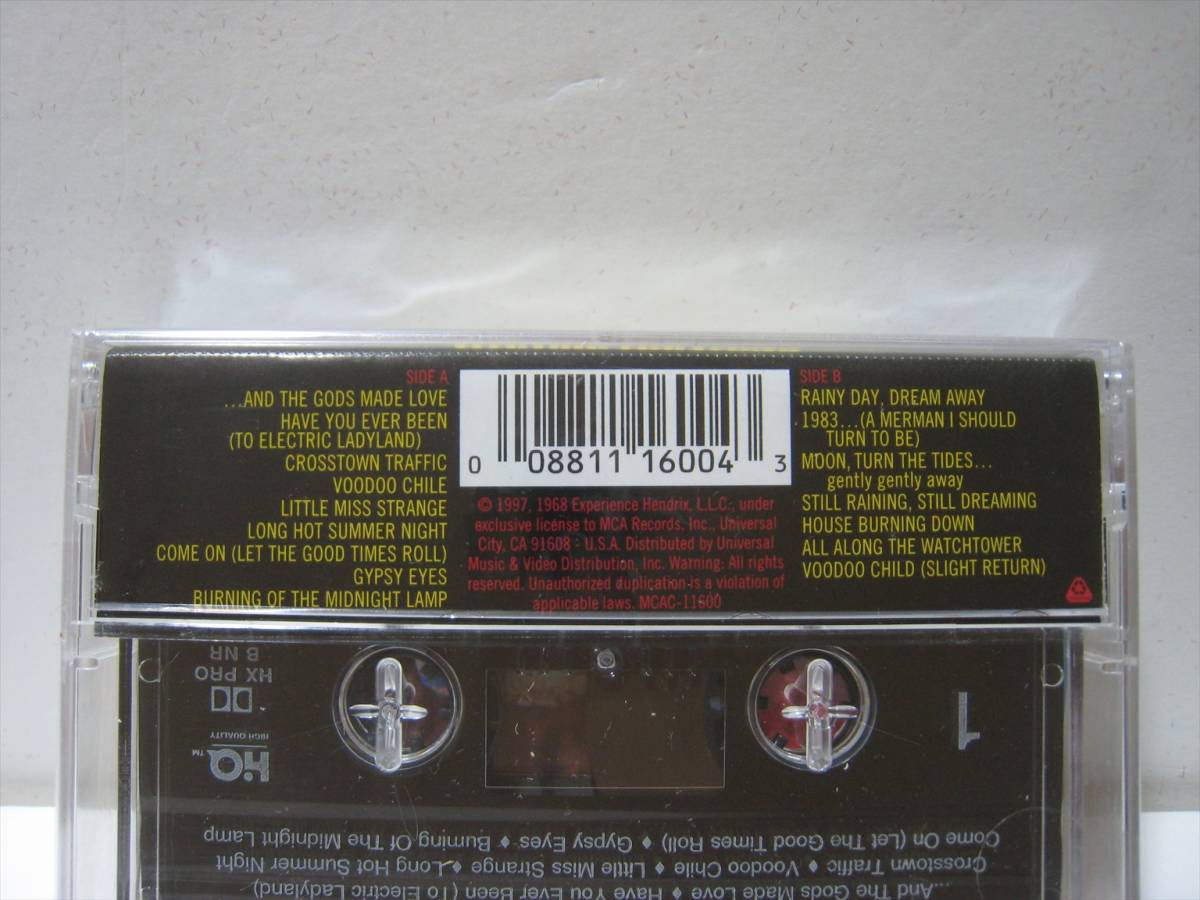 SIDE A
...AND THE GODS MADE LOVE
HAVE YOU EVER BEEN
(TO ELECTRIC LADYLAND)
CROSSTOWN TRAFFIC
VOODOO CHILE
LITTLE MISS STRANGE
LONG HOT SUMMER NIGHT
COME ON (LET THE GOOD TIMES ROLL)
GYPSY EYES
BURNING OF THE MIDNIGHT LAMP
0 08811 16004 3
© 1997, 1968 Experience Hendrix, L.L.C., under
exclusive license to MCA Records, Inc., Universal
City, CA 91608 - U.S.A. Distributed by Universal
Music & Video Distribution, Inc. Warning: All rights
reserved. Unauthorized duplication is a violation of
applicable laws. MCAC-11600
SIDE B
RAINY DAY, DREAM AWAY
1983...(A MERMAN I SHOULD
TURN TO BE)
MOON, TURN THE TIDES...
gently gently away
STILL RAINING, STILL DREAMING
HOUSE BURNING DOWN
ALL ALONG THE WATCHTOWER
VOODOO CHILD (SLIGHT RETURN)
...And The Gods Made Love ♦ Have You Ever Been (To Electric Ladyland)
Crosstown Traffic ♦ Voodoo Chile ♦ Little Miss Strange ♦ Long Hot Summer Night
Come On (Let The Good Times Roll) ♦ Gypsy Eyes ♦ Burning Of The Midnight Lamp
1
HiQ™
HIGH QUALITY
B NR
HX PRO